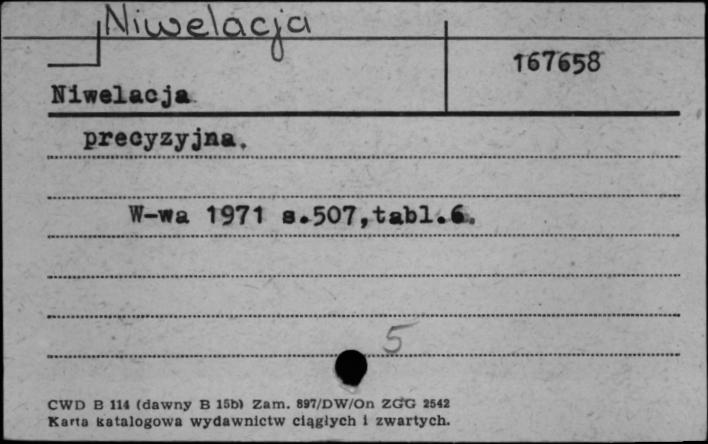 Niwelacja
167658
Niwelacja
precyzyjna.
W-wa 1971 s.507,tabl.6.
5
CWD B 114 (dawny B 15b) Zam. 897/DW/On ZGG 2542
Karta katalogowa wydawnictw ciągłych i zwartych.